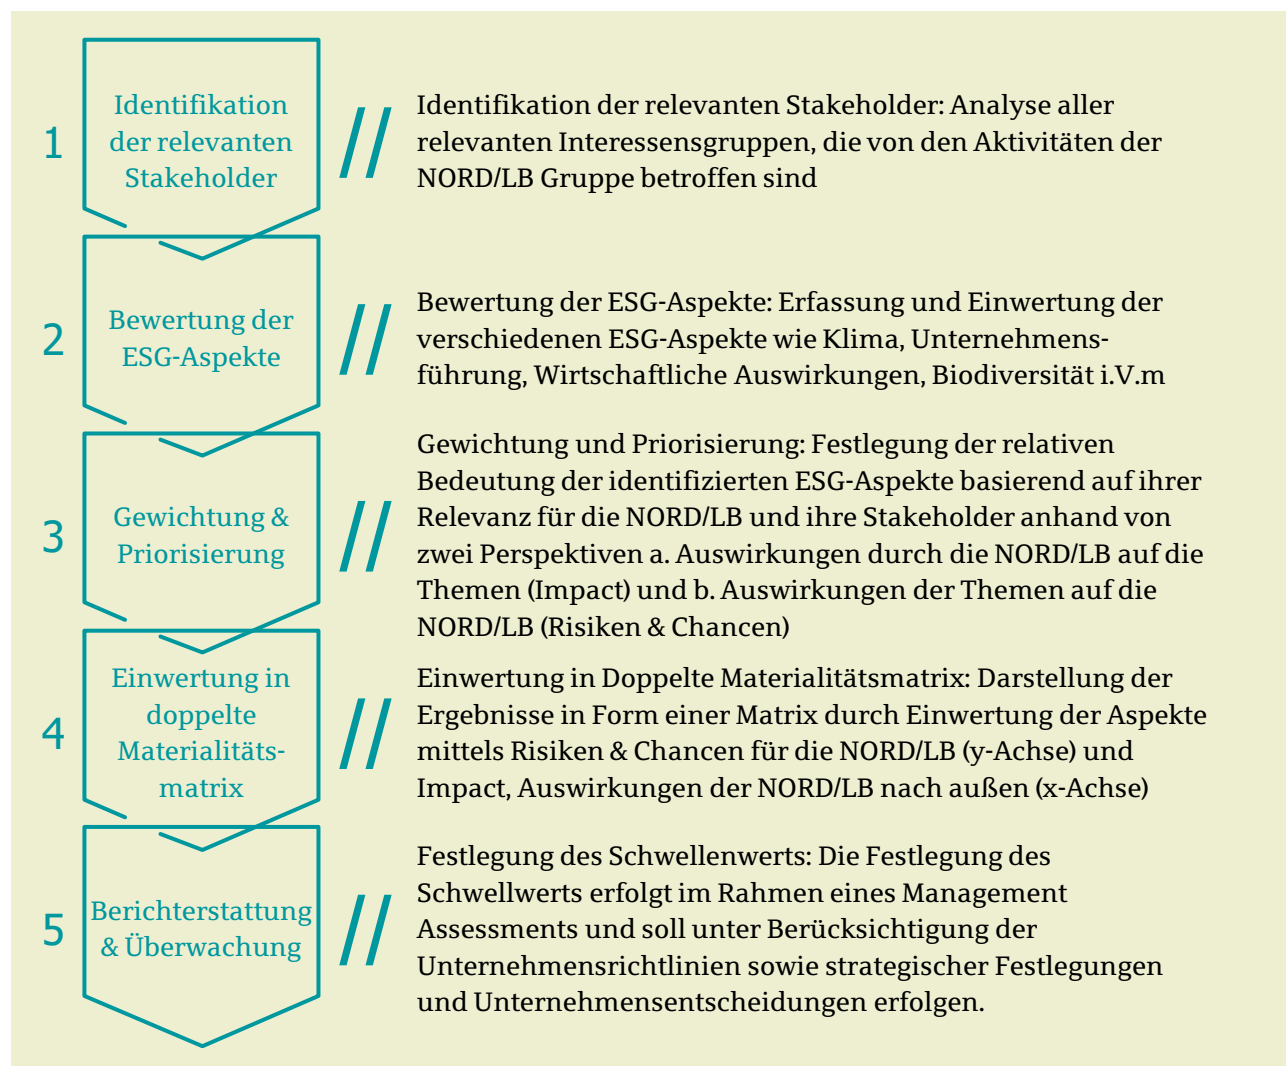 1
Identifikation
der relevanten
Stakeholder
//
Identifikation der relevanten Stakeholder: Analyse aller
relevanten Interessensgruppen, die von den Aktivitäten der
NORD/LB Gruppe betroffen sind
2
Bewertung der
ESG-Aspekte
//
Bewertung der ESG-Aspekte: Erfassung und Einwertung der
verschiedenen ESG-Aspekte wie Klima, Unternehmens-
führung, Wirtschaftliche Auswirkungen, Biodiversität i.V.m
3
Gewichtung &
Priorisierung
//
Gewichtung und Priorisierung: Festlegung der relativen
Bedeutung der identifizierten ESG-Aspekte basierend auf ihrer
Relevanz für die NORD/LB und ihre Stakeholder anhand von
zwei Perspektiven a. Auswirkungen durch die NORD/LB auf die
Themen (Impact) und b. Auswirkungen der Themen auf die
NORD/LB (Risiken & Chancen)
4
Einwertung in
doppelte
Materialitäts-
matrix
//
Einwertung in Doppelte Materialitätsmatrix: Darstellung der
Ergebnisse in Form einer Matrix durch Einwertung der Aspekte
mittels Risiken & Chancen für die NORD/LB (y-Achse) und
Impact, Auswirkungen der NORD/LB nach außen (x-Achse)
5
Berichterstattung
& Überwachung
//
Festlegung des Schwellenwerts: Die Festlegung des
Schwellwerts erfolgt im Rahmen eines Management
Assessments und soll unter Berücksichtigung der
Unternehmensrichtlinien sowie strategischer Festlegungen
und Unternehmensentscheidungen erfolgen.